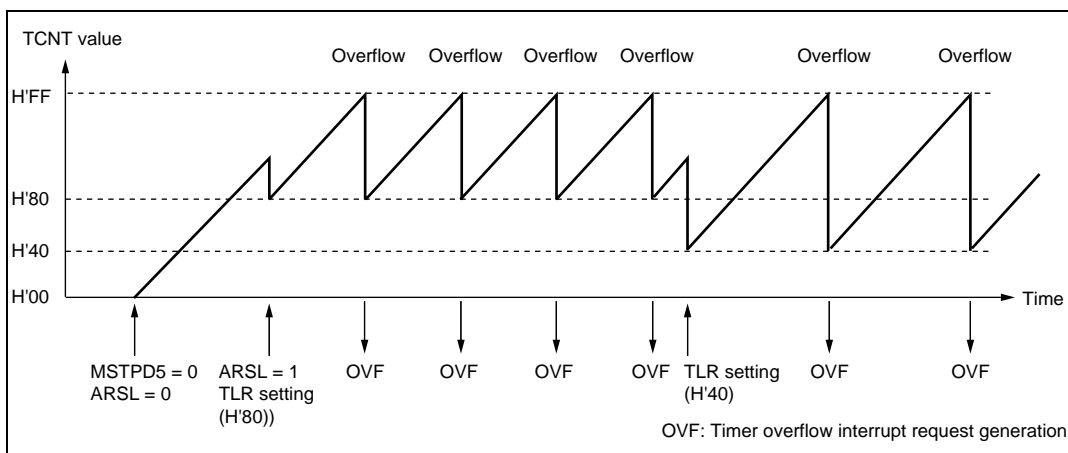 TCNT value
Overflow Overflow Overflow Overflow Overflow Overflow
H'FF
H'80
H'40
H'00
Time
MSTPD5 = 0
ARSL = 0
ARSL = 1
TLR setting
(H'80))
OVF OVF OVF OVF
TLR setting
(H'40)
OVF OVF
OVF: Timer overflow interrupt request generation